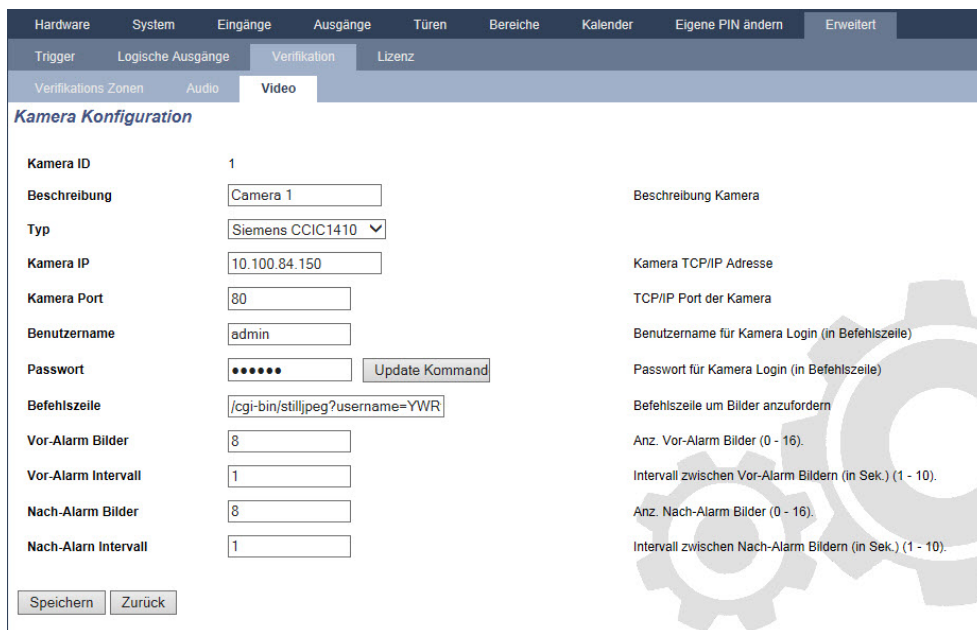 Hardware System Eingänge Ausgänge Türen Bereiche Kalender Eigene PIN ändern Erweitert
Trigger Logische Ausgänge Verifikation Lizenz
Verifikations Zonen Audio Video
Kamera Konfiguration
Kamera ID 1
Beschreibung Camera 1 Beschreibung Kamera
Typ Siemens CCIC1410
Kamera IP 10.100.84.150 Kamera TCP/IP Adresse
Kamera Port 80 TCP/IP Port der Kamera
Benutzername admin Benutzername für Kamera Login (in Befehlszeile)
Passwort •••••• Update Kommand Passwort für Kamera Login (in Befehlszeile)
Befehlszeile /cgi-bin/stilljpeg?username=YWR Befehlszeile um Bilder anzufordern
Vor-Alarm Bilder 8 Anz. Vor-Alarm Bilder (0 - 16).
Vor-Alarm Intervall 1 Intervall zwischen Vor-Alarm Bildern (in Sek.) (1 - 10).
Nach-Alarm Bilder 8 Anz. Nach-Alarm Bilder (0 - 16).
Nach-Alarn Intervall 1 Intervall zwischen Nach-Alarm Bildern (in Sek.) (1 - 10).
Speichern Zurück